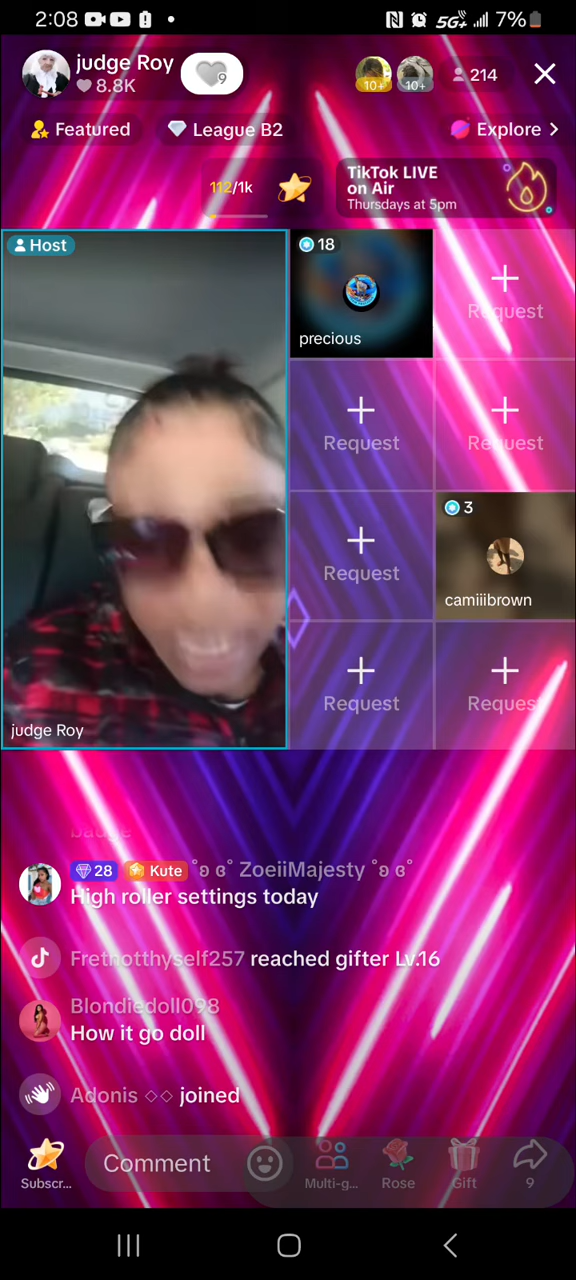 2:08
5G+
7%
judge Roy
8.8K
9
10+
10+
214
Featured
League B2
Explore
112/1k
TikTok LIVE
on Air
Thursdays at 5pm
Host
18
precious
Request
Request
Request
Request
3
camiiibrown
Request
Request
judge Roy
badge
28 Kute ˚ʚ ɞ˚ ZoeiiMajesty ˚ʚ ɞ˚
High roller settings today
Fretnotthyself257 reached gifter Lv.16
Blondiedoll098
How it go doll
Adonis ◇◇ joined
Comment
Subscr...
Multi-g...
Rose
Gift
9